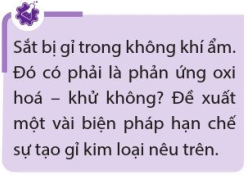 Sắt bị gỉ trong không khí ẩm.
Đó có phải là phản ứng oxi
hoá – khử không? Đề xuất
một vài biện pháp hạn chế
sự tạo gỉ kim loại nêu trên.